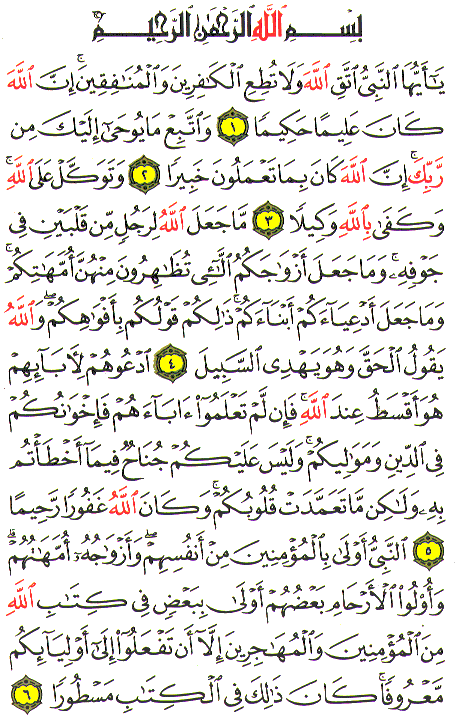 بِسْمِ ٱللَّهِ ٱلرَّحْمَٰنِ ٱلرَّحِيمِ
يَٰٓأَيُّهَا ٱلنَّبِىُّ ٱتَّقِ ٱللَّهَ وَلَا تُطِعِ ٱلْكَٰفِرِينَ وَٱلْمُنَٰفِقِينَ ۗ إِنَّ ٱللَّهَ
كَانَ عَلِيمًا حَكِيمًا ١ وَٱتَّبِعْ مَا يُوحَىٰٓ إِلَيْكَ مِن
رَّبِّكَ ۚ إِنَّ ٱللَّهَ كَانَ بِمَا تَعْمَلُونَ خَبِيرًا ٢ وَتَوَكَّلْ عَلَى ٱللَّهِ ۚ
وَكَفَىٰ بِٱللَّهِ وَكِيلًا ٣ مَّا جَعَلَ ٱللَّهُ لِرَجُلٍ مِّن قَلْبَيْنِ فِى
جَوْفِهِۦ ۚ وَمَا جَعَلَ أَزْوَٰجَكُمُ ٱلَّٰٓـِٔى تُظَٰهِرُونَ مِنْهُنَّ أُمَّهَٰتِكُمْ ۚ
وَمَا جَعَلَ أَدْعِيَآءَكُمْ أَبْنَآءَكُمْ ۚ ذَٰلِكُمْ قَوْلُكُم بِأَفْوَٰهِكُمْ ۖ وَٱللَّهُ
يَقُولُ ٱلْحَقَّ وَهُوَ يَهْدِى ٱلسَّبِيلَ ٤ ٱدْعُوهُمْ لِءَابَآئِهِمْ
هُوَ أَقْسَطُ عِندَ ٱللَّهِ ۚ فَإِن لَّمْ تَعْلَمُوٓا۟ ءَابَآءَهُمْ فَإِخْوَٰنُكُمْ
فِى ٱلدِّينِ وَمَوَٰلِيكُمْ ۚ وَلَيْسَ عَلَيْكُمْ جُنَاحٌ فِيمَآ أَخْطَأْتُم
بِهِۦ وَلَٰكِن مَّا تَعَمَّدَتْ قُلُوبُكُمْ ۚ وَكَانَ ٱللَّهُ غَفُورًا رَّحِيمًا
٥ ٱلنَّبِىُّ أَوْلَىٰ بِٱلْمُؤْمِنِينَ مِنْ أَنفُسِهِمْ ۖ وَأَزْوَٰجُهُۥٓ أُمَّهَٰتُهُمْ ۗ
وَأُو۟لُوا۟ ٱلْأَرْحَامِ بَعْضُهُمْ أَوْلَىٰ بِبَعْضٍ فِى كِتَٰبِ ٱللَّهِ
مِنَ ٱلْمُؤْمِنِينَ وَٱلْمُهَٰجِرِينَ إِلَّآ أَن تَفْعَلُوٓا۟ إِلَىٰٓ أَوْلِيَآئِكُم
مَّعْرُوفًا ۚ كَانَ ذَٰلِكَ فِى ٱلْكِتَٰبِ مَسْطُورًا ٦